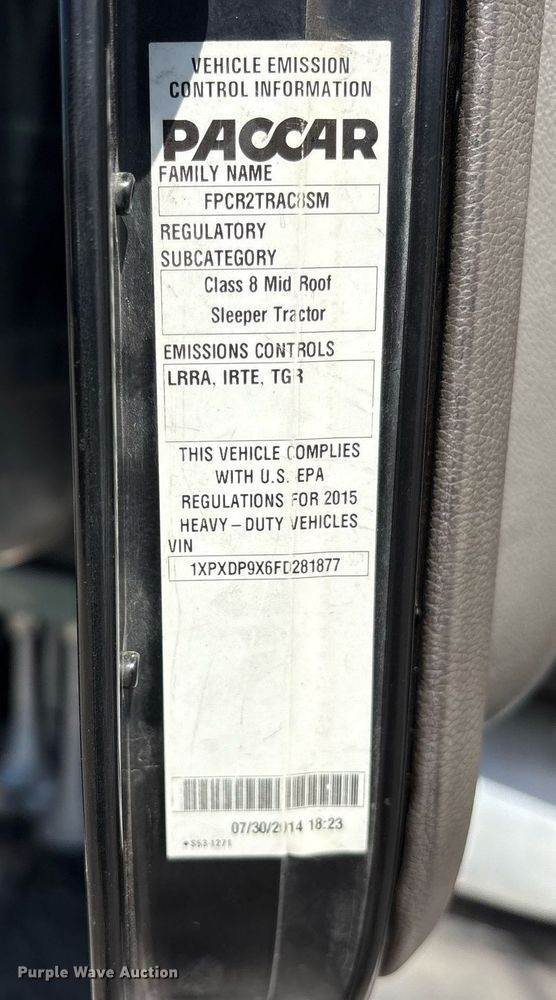 VEHICLE EMISSION
CONTROL INFORMATION
PACCAR
FAMILY NAME
FPCR2TRAC8SM
REGULATORY
SUBCATEGORY
Class 8 Mid Roof
Sleeper Tractor
EMISSIONS CONTROLS
LRRA, IRTE, TGR
THIS VEHICLE COMPLIES
WITH U.S. EPA
REGULATIONS FOR 2015
HEAVY-DUTY VEHICLES
VIN
1XPXDP9X6FD281877
07/30/2014 18:23
S53-1271
Purple Wave Auction